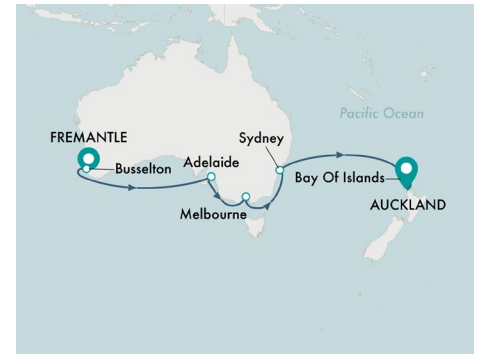 Pacific Ocean
FREMANTLE
Sydney
Busselton
Adelaide
Bay Of Islands
Melbourne
AUCKLAND